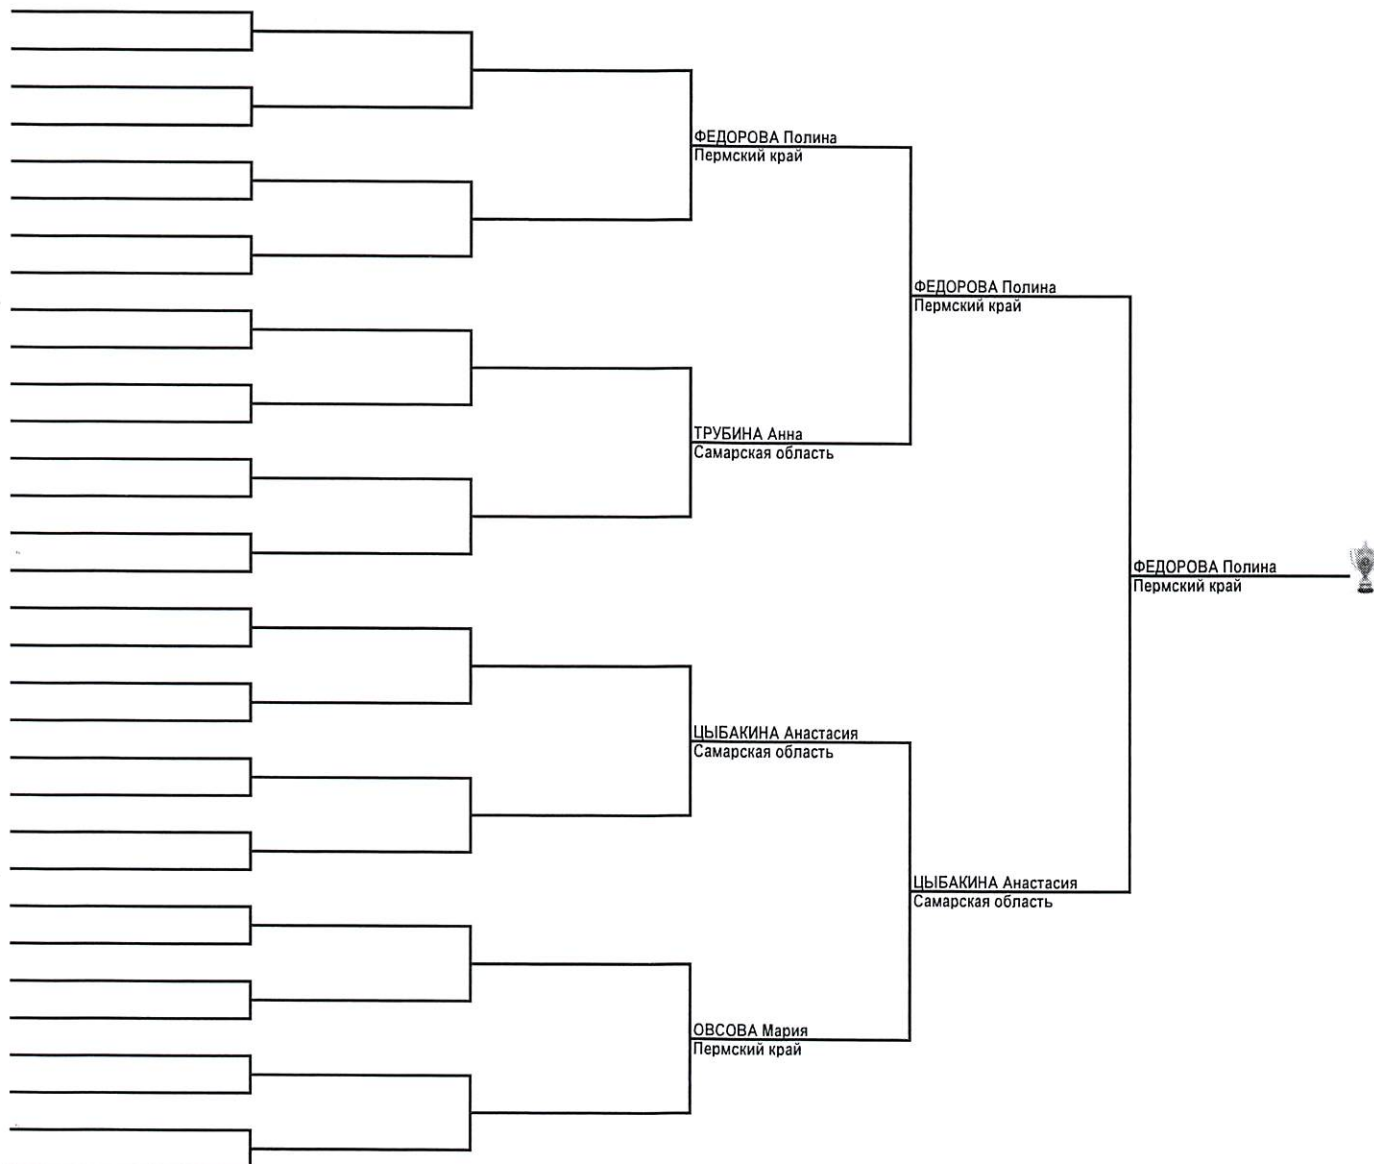 ФЕДОРОВА Полина
Пермский край
ФЕДОРОВА Полина
Пермский край
ТРУБИНА Анна
Самарская область
ФЕДОРОВА Полина
Пермский край
ЦЫБАКИНА Анастасия
Самарская область
ЦЫБАКИНА Анастасия
Самарская область
ОВСОВА Мария
Пермский край